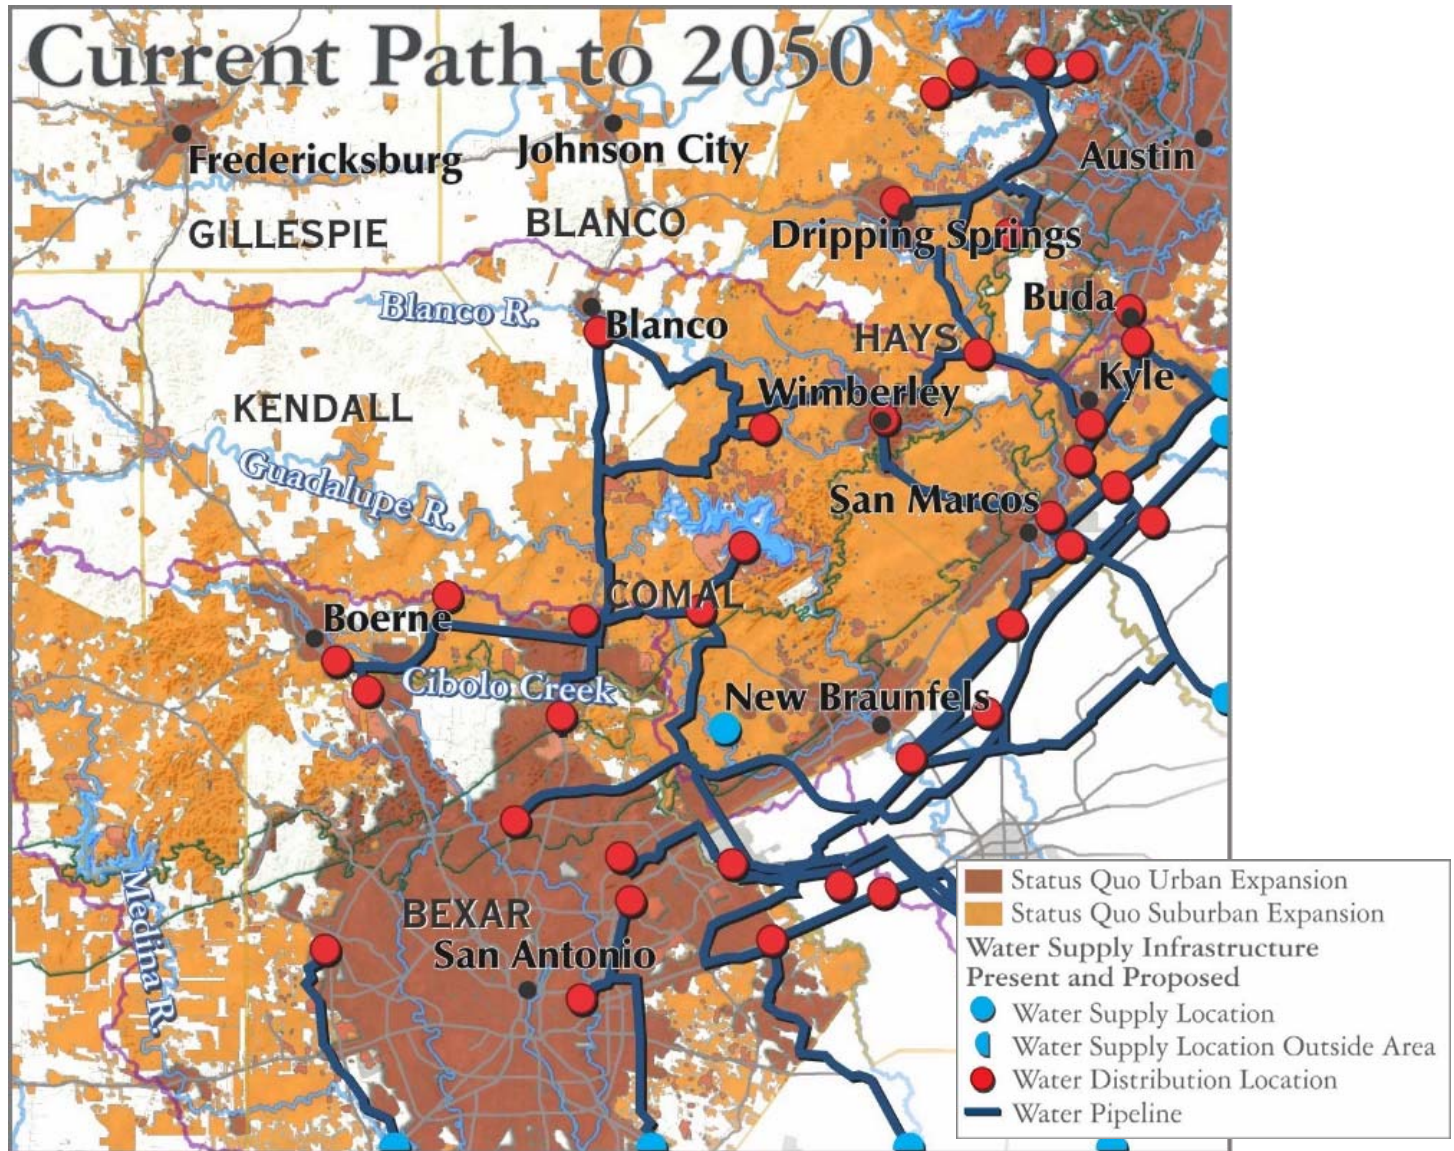 Current Path to 2050
Fredericksburg
Johnson City
Austin
GILLESPIE
BLANCO
Dripping Springs
Blanco R.
Buda
Blanco
HAYS
Kyle
Wimberley
KENDALL
Guadalupe R.
San Marcos
COMAL
Boerne
Cibolo Creek
New Braunfels
Medina R.
BEXAR
San Antonio
Status Quo Urban Expansion
Status Quo Suburban Expansion
Water Supply Infrastructure
Present and Proposed
Water Supply Location
Water Supply Location Outside Area
Water Distribution Location
Water Pipeline